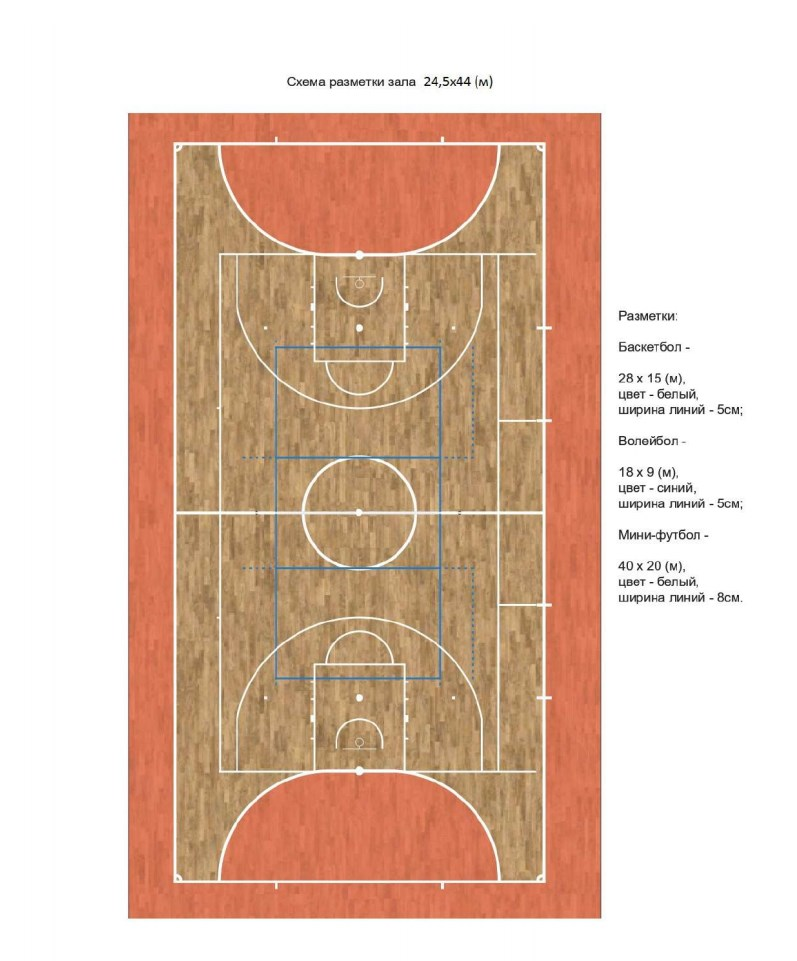 Схема разметки зала 24,5х44 (м)
Разметки:
Баскетбол -
28 х 15 (м),
цвет - белый,
ширина линий - 5см;
Волейбол -
18 х 9 (м),
цвет - синий,
ширина линий - 5см;
Мини-футбол -
40 х 20 (м),
цвет - белый,
ширина линий - 8см.